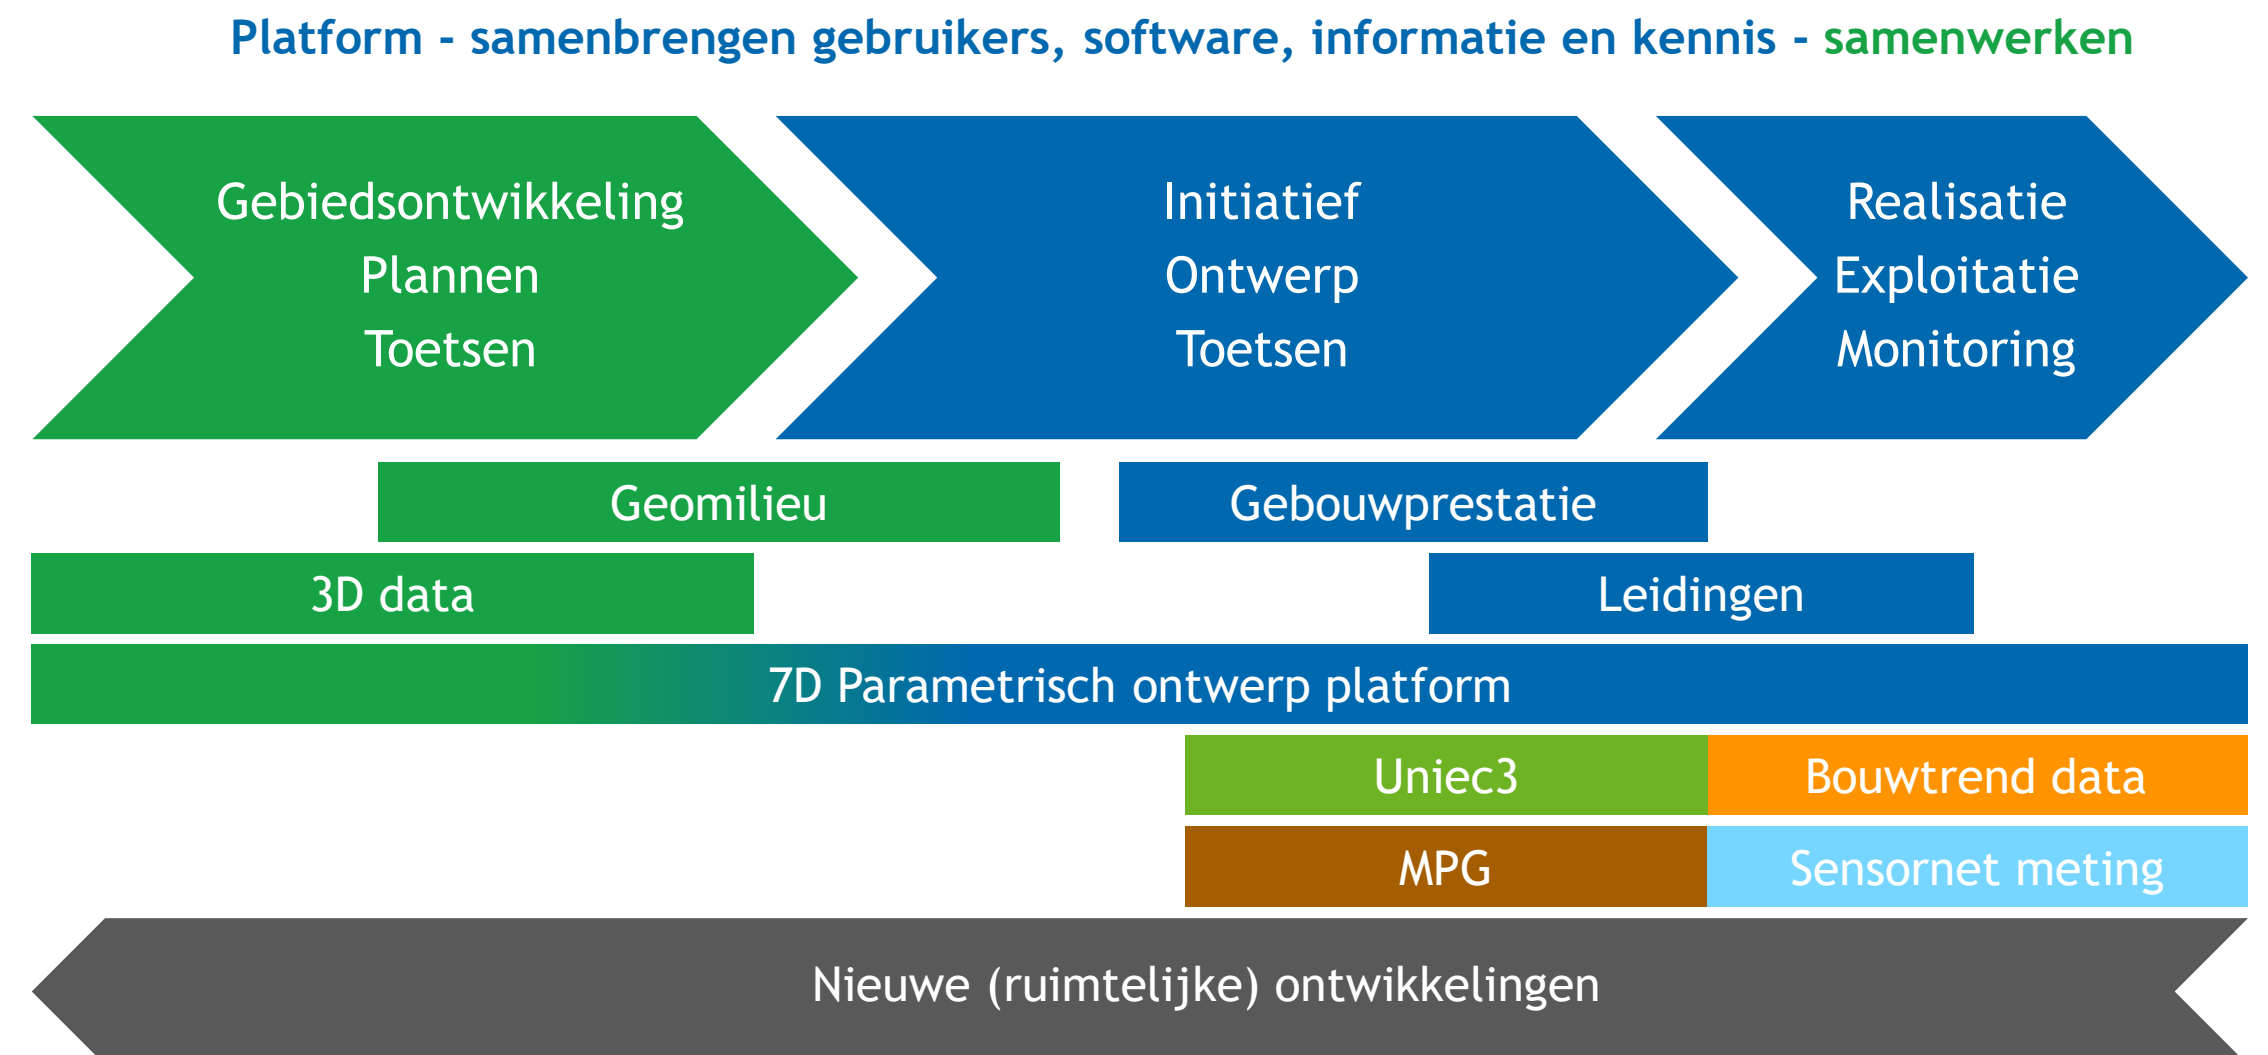 Platform - samenbrengen gebruikers, software, informatie en kennis - samenwerken
Gebiedsontwikkeling
Plannen
Toetsen
Initiatief
Ontwerp
Toetsen
Realisatie
Exploitatie
Monitoring
Geomilieu
Gebouwprestatie
3D data
Leidingen
7D Parametrisch ontwerp platform
Uniec3
Bouwtrend data
MPG
Sensornet meting
Nieuwe (ruimtelijke) ontwikkelingen